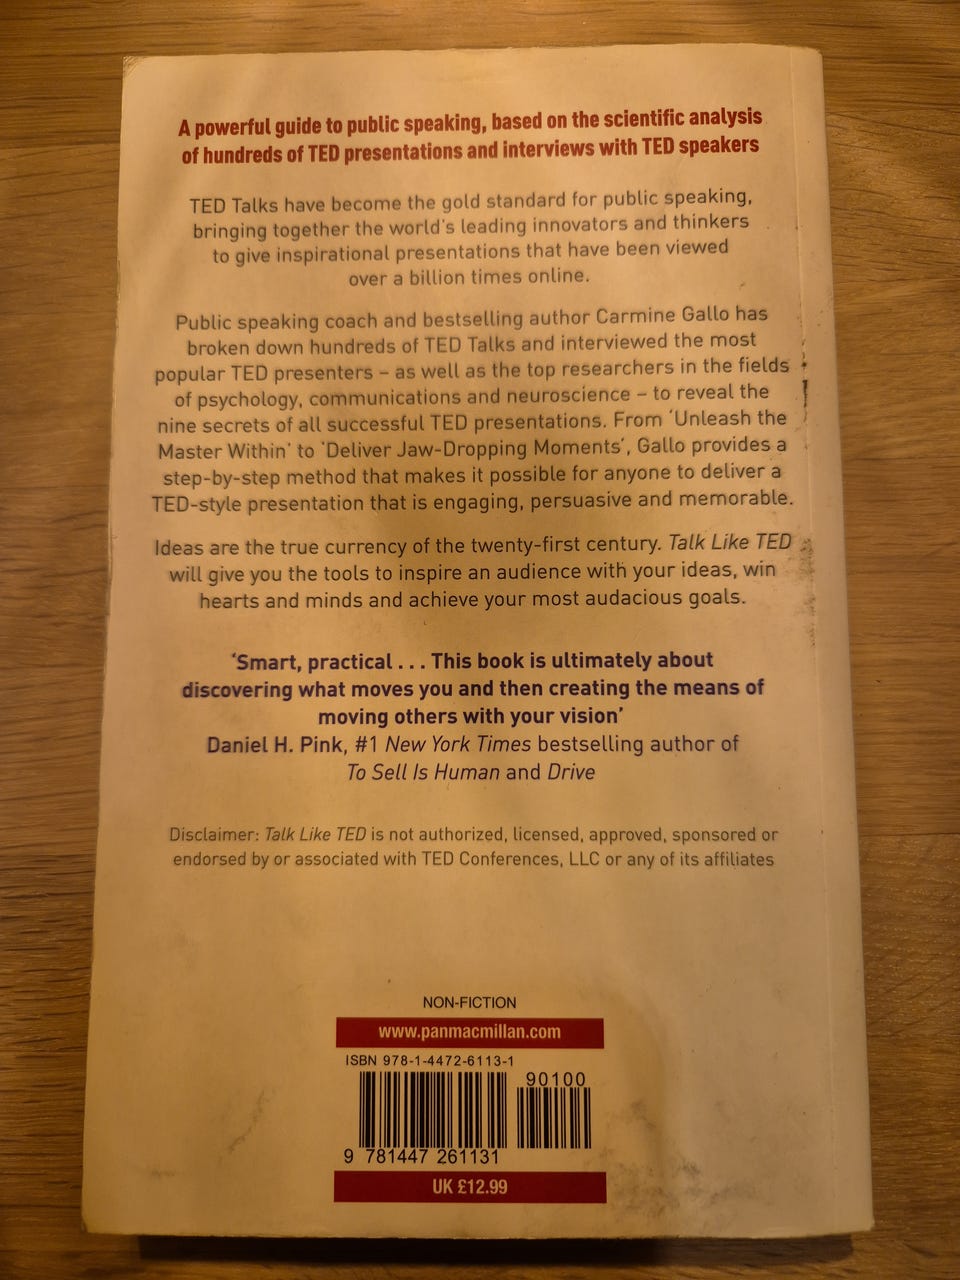 A powerful guide to public speaking, based on the scientific analysis
of hundreds of TED presentations and interviews with TED speakers
TED Talks have become the gold standard for public speaking,
bringing together the world's leading innovators and thinkers
to give inspirational presentations that have been viewed
over a billion times online.
Public speaking coach and bestselling author Carmine Gallo has
broken down hundreds of TED Talks and interviewed the most
popular TED presenters – as well as the top researchers in the fields
of psychology, communications and neuroscience – to reveal the
nine secrets of all successful TED presentations. From 'Unleash the
Master Within' to 'Deliver Jaw-Dropping Moments', Gallo provides a
step-by-step method that makes it possible for anyone to deliver a
TED-style presentation that is engaging, persuasive and memorable.
Ideas are the true currency of the twenty-first century. Talk Like TED
will give you the tools to inspire an audience with your ideas, win
hearts and minds and achieve your most audacious goals.
'Smart, practical . . . This book is ultimately about
discovering what moves you and then creating the means of
moving others with your vision'
Daniel H. Pink, #1 New York Times bestselling author of
To Sell Is Human and Drive
Disclaimer: Talk Like TED is not authorized, licensed, approved, sponsored or
endorsed by or associated with TED Conferences, LLC or any of its affiliates
NON-FICTION
www.panmacmillan.com
ISBN 978-1-4472-6113-1
90100
9 781447 261131
UK £12.99